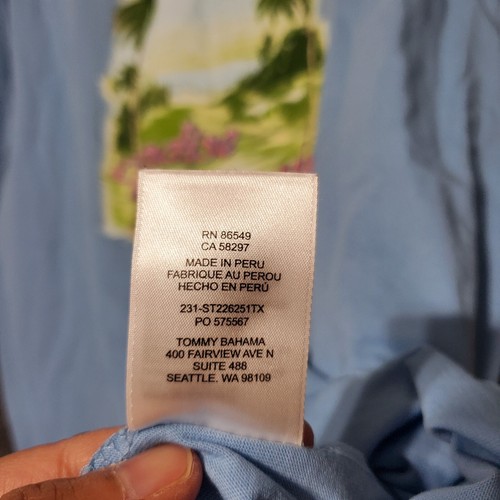 RN 86549
CA 58297
MADE IN PERU
FABRIQUE AU PEROU
HECHO EN PERÚ
231-ST226251TX
PO 575567
TOMMY BAHAMA
400 FAIRVIEW AVE N
SUITE 488
SEATTLE, WA 98109